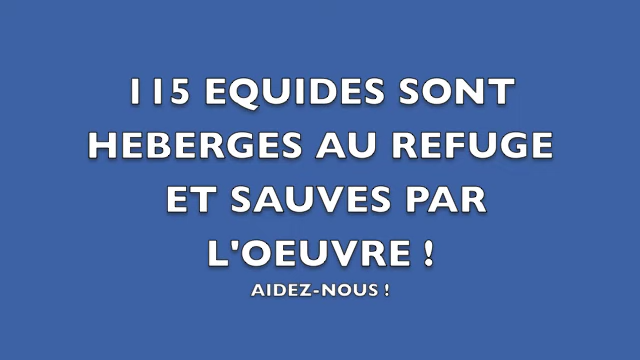 115 EQUIDES SONT
HEBERGES AU REFUGE
ET SAUVES PAR
L'OEUVRE !
AIDEZ-NOUS !